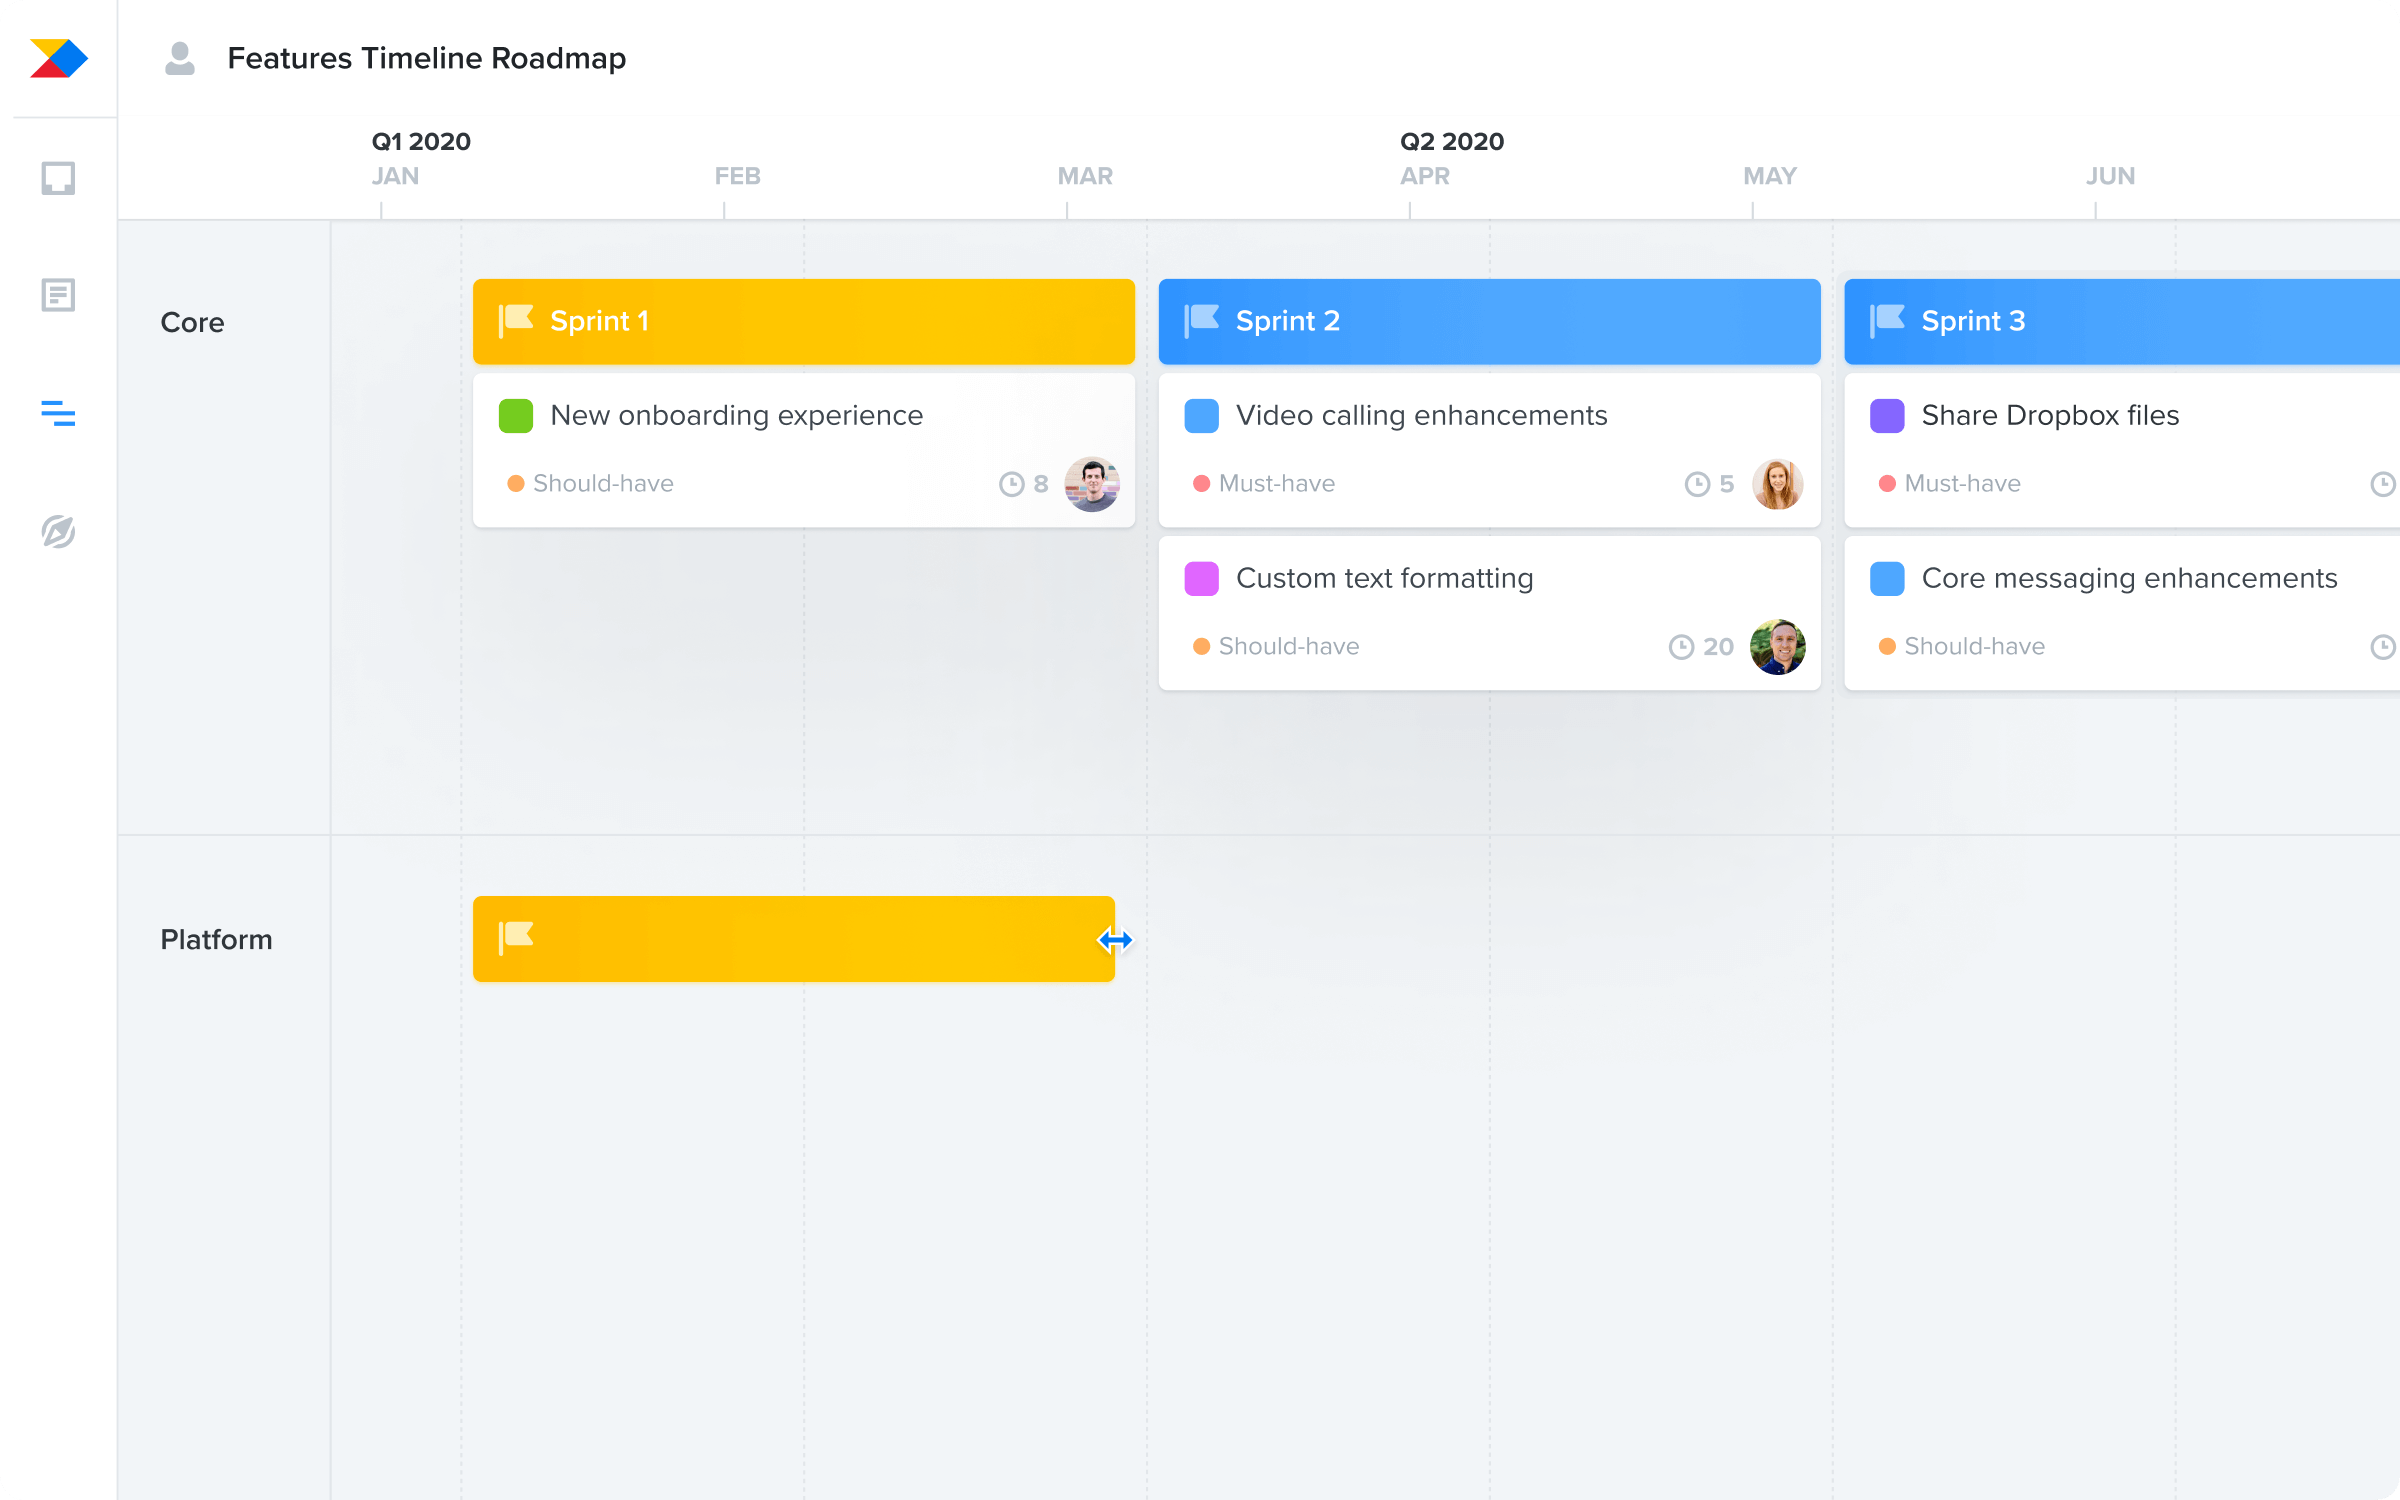 Features Timeline Roadmap
Q1 2020
Q2 2020
JAN
FEB
MAR
APR
MAY
JUN
Core
Sprint 1
Sprint 2
Sprint 3
New onboarding experience
Video calling enhancements
Share Dropbox files
Should-have
8
Must-have
5
Must-have
Custom text formatting
Core messaging enhancements
Should-have
20
Should-have
Platform